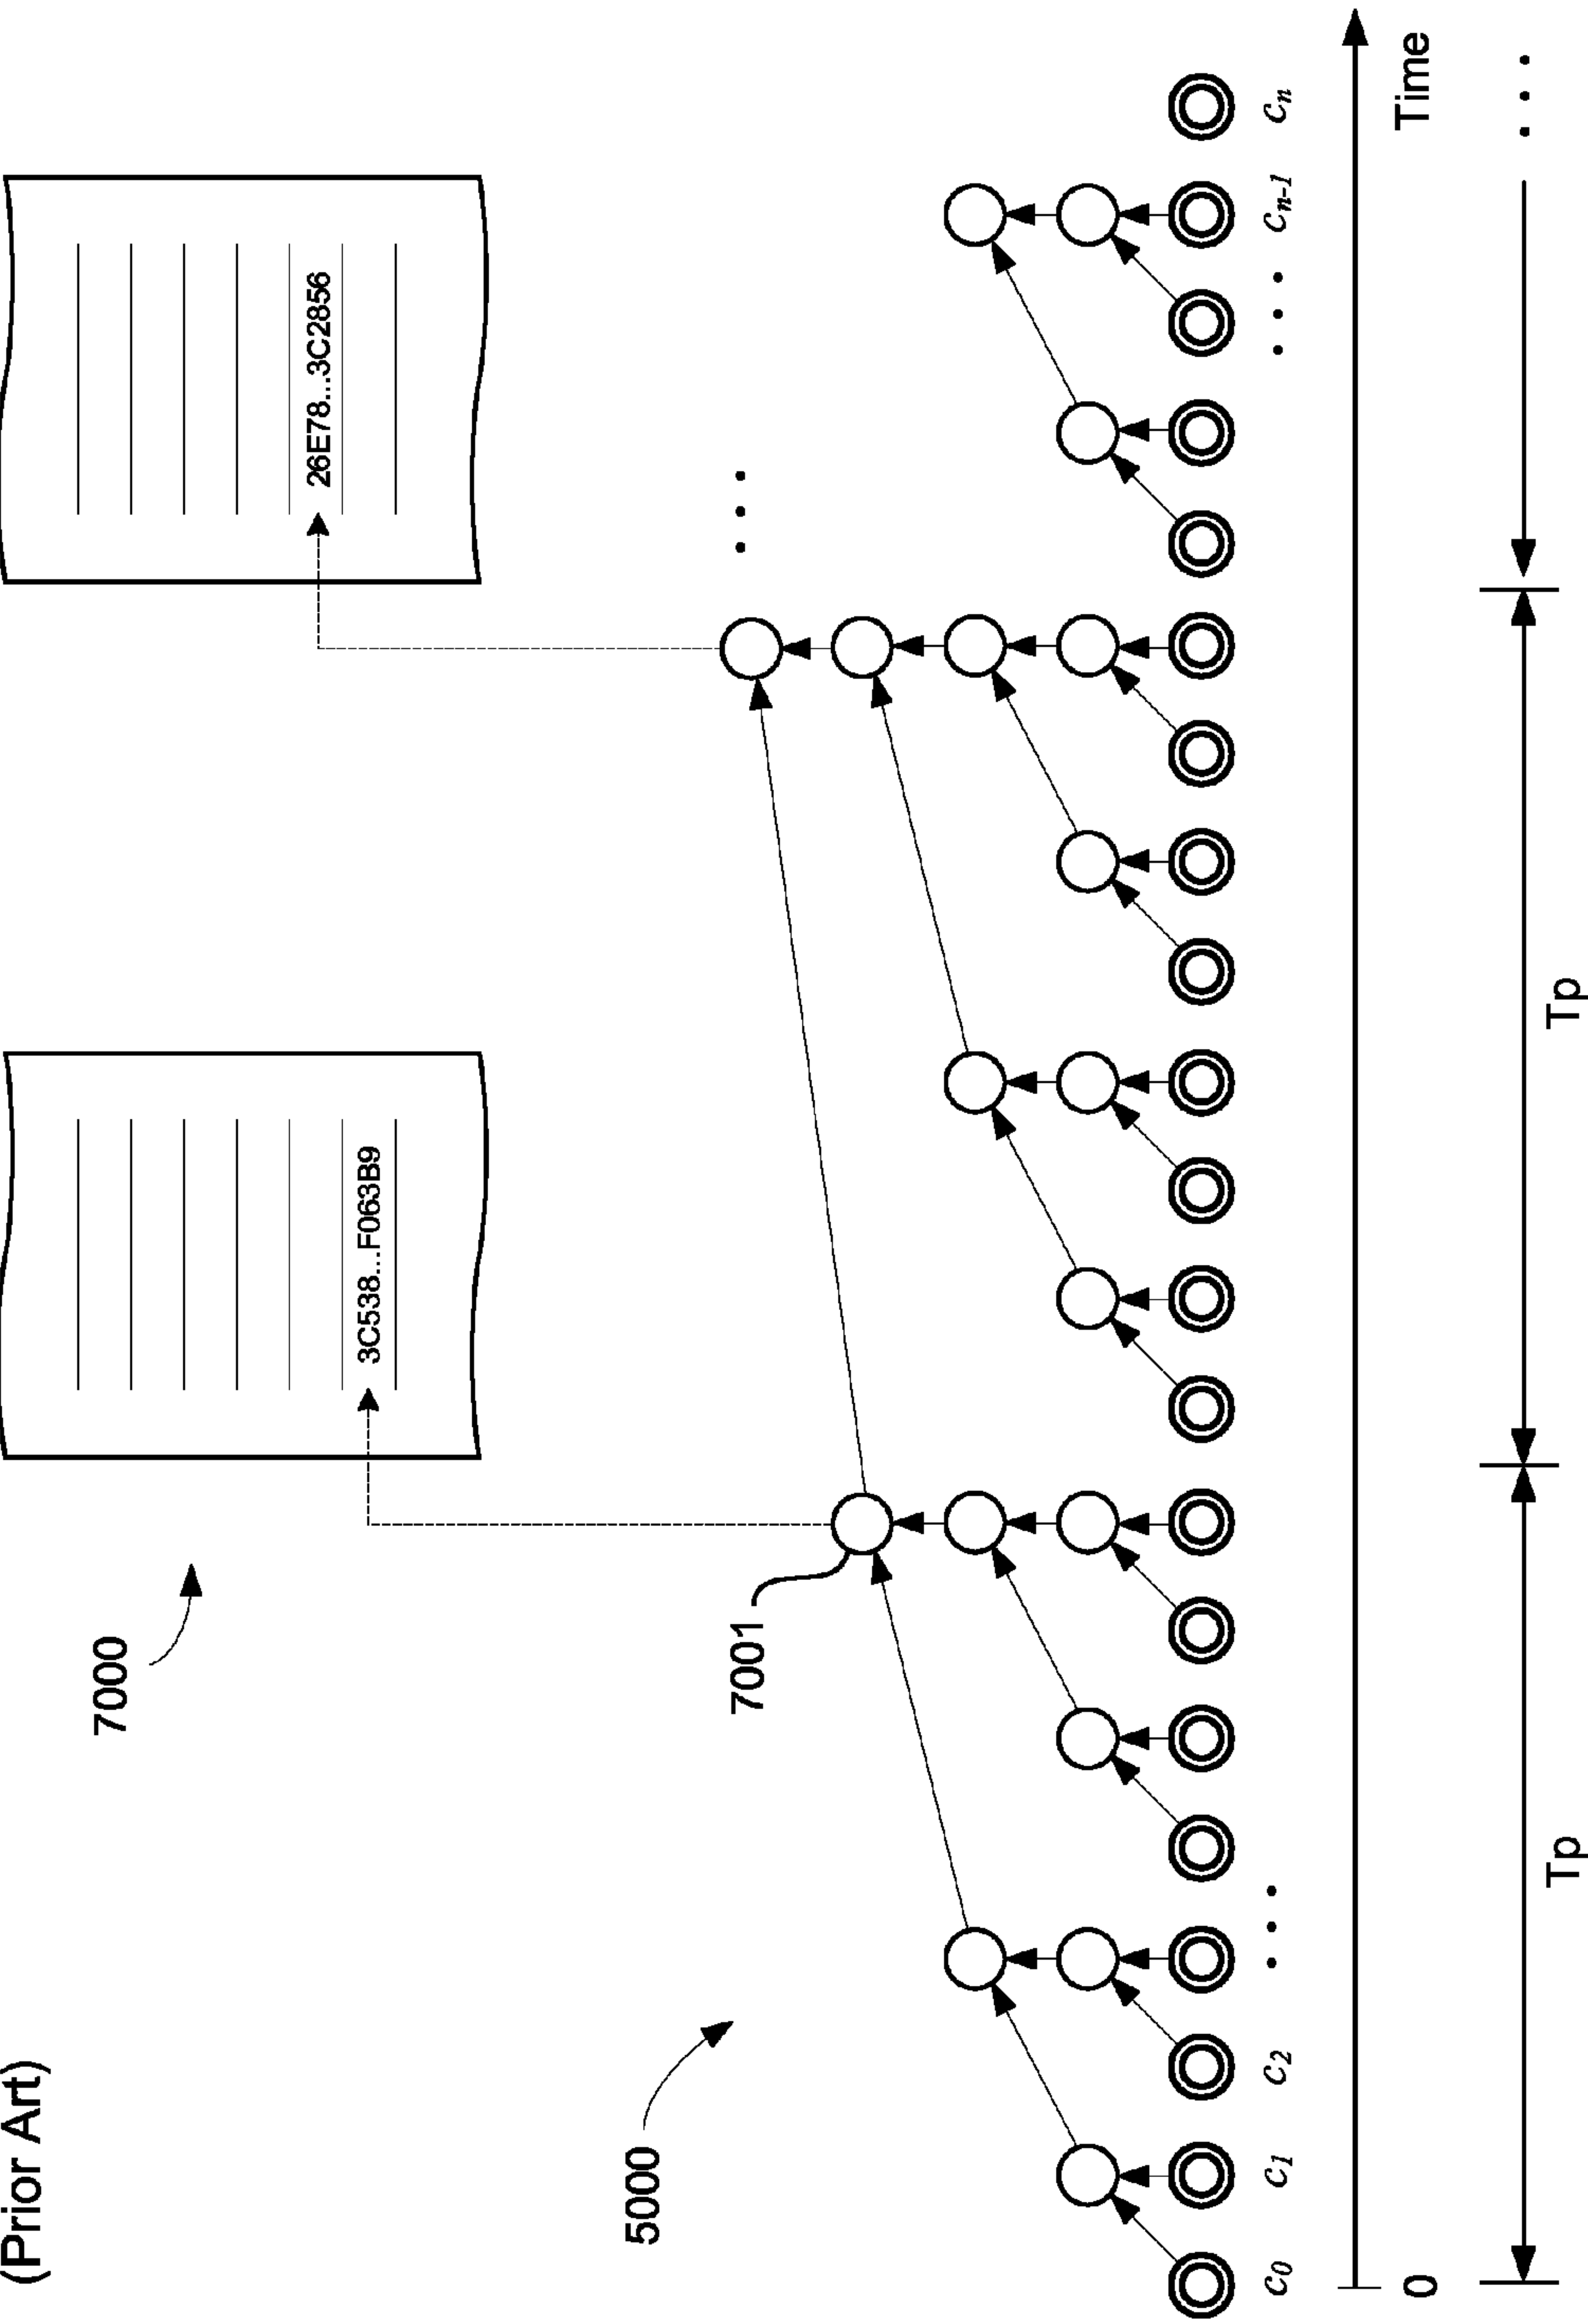 (Prior Art)
7000
3C538...F063B9
26E78...3C2856
5000
7001
...
c0 c1 c2 ... ... cn-1 cn
0 Time
Tp Tp ...